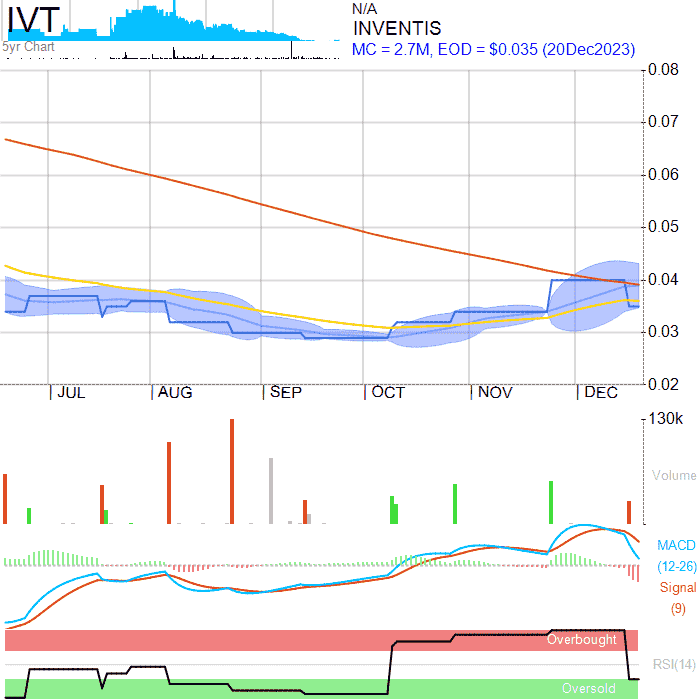 IVT
5yr Chart
N/A
INVENTIS
MC = 2.7M, EOD = $0.035 (20Dec2023)
0.08
0.07
0.06
0.05
0.04
0.03
0.02
JUL AUG SEP OCT NOV DEC
130k
Volume
MACD
(12-26)
Signal
(9)
Overbought
RSI(14)
Oversold